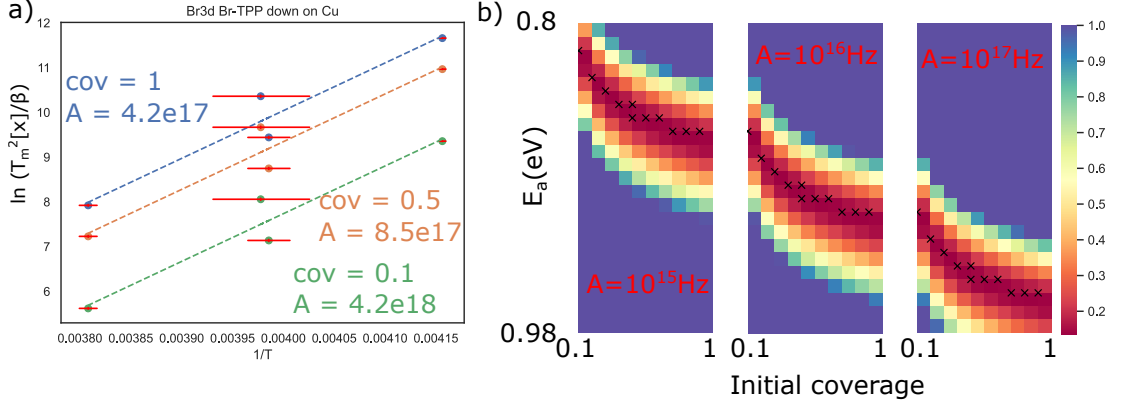 a)
Br3d Br-TPP down on Cu
ln (Tₘ²[x]/β)
12
11
10
9
8
7
6
cov = 1
A = 4.2e17
cov = 0.5
A = 8.5e17
cov = 0.1
A = 4.2e18
0.00380 0.00385 0.00390 0.00395 0.00400 0.00405 0.00410 0.00415
1/T
b)
0.8
Eₐ(eV)
0.98
A=10¹⁵Hz
A=10¹⁶Hz
A=10¹⁷Hz
0.1 1 0.1 1 0.1 1
Initial coverage
1.0
0.9
0.8
0.7
0.6
0.5
0.4
0.3
0.2